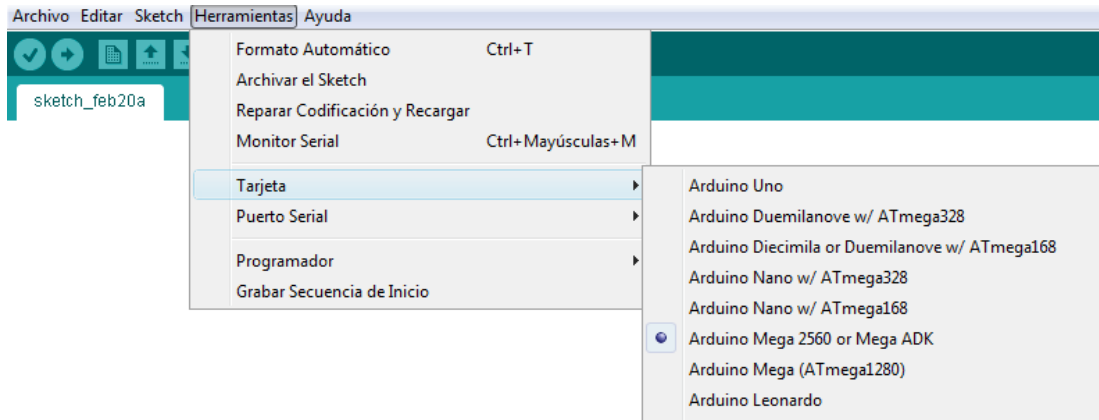 Archivo Editar Sketch Herramientas Ayuda
Formato Automático Ctrl+T
Archivar el Sketch
sketch_feb20a
Reparar Codificación y Recargar
Monitor Serial Ctrl+Mayúsculas+M
Tarjeta
Puerto Serial
Programador
Grabar Secuencia de Inicio
Arduino Uno
Arduino Duemilanove w/ ATmega328
Arduino Diecimila or Duemilanove w/ ATmega168
Arduino Nano w/ ATmega328
Arduino Nano w/ ATmega168
Arduino Mega 2560 or Mega ADK
Arduino Mega (ATmega1280)
Arduino Leonardo